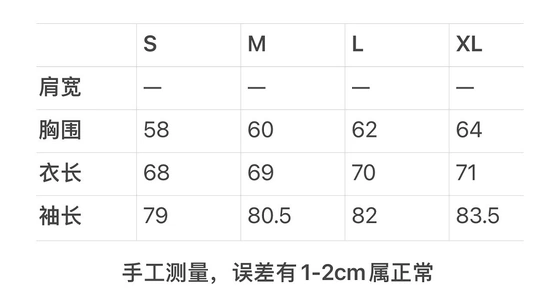 S M L XL
肩宽 — — — —
胸围 58 60 62 64
衣长 68 69 70 71
袖长 79 80.5 82 83.5
手工测量，误差有1-2cm属正常